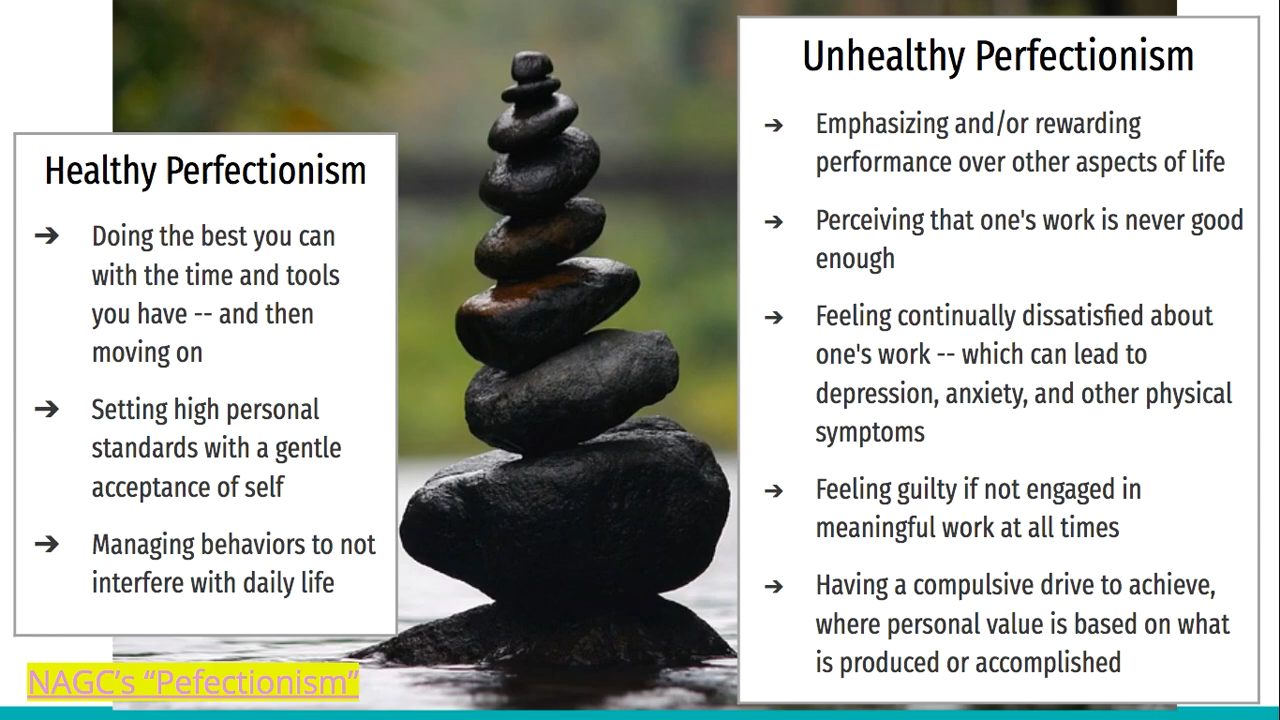 Healthy Perfectionism
➔ Doing the best you can
with the time and tools
you have -- and then
moving on
➔ Setting high personal
standards with a gentle
acceptance of self
➔ Managing behaviors to not
interfere with daily life
NAGC’s “Pefectionism”
Unhealthy Perfectionism
➔ Emphasizing and/or rewarding
performance over other aspects of life
➔ Perceiving that one's work is never good
enough
➔ Feeling continually dissatisfied about
one's work -- which can lead to
depression, anxiety, and other physical
symptoms
➔ Feeling guilty if not engaged in
meaningful work at all times
➔ Having a compulsive drive to achieve,
where personal value is based on what
is produced or accomplished